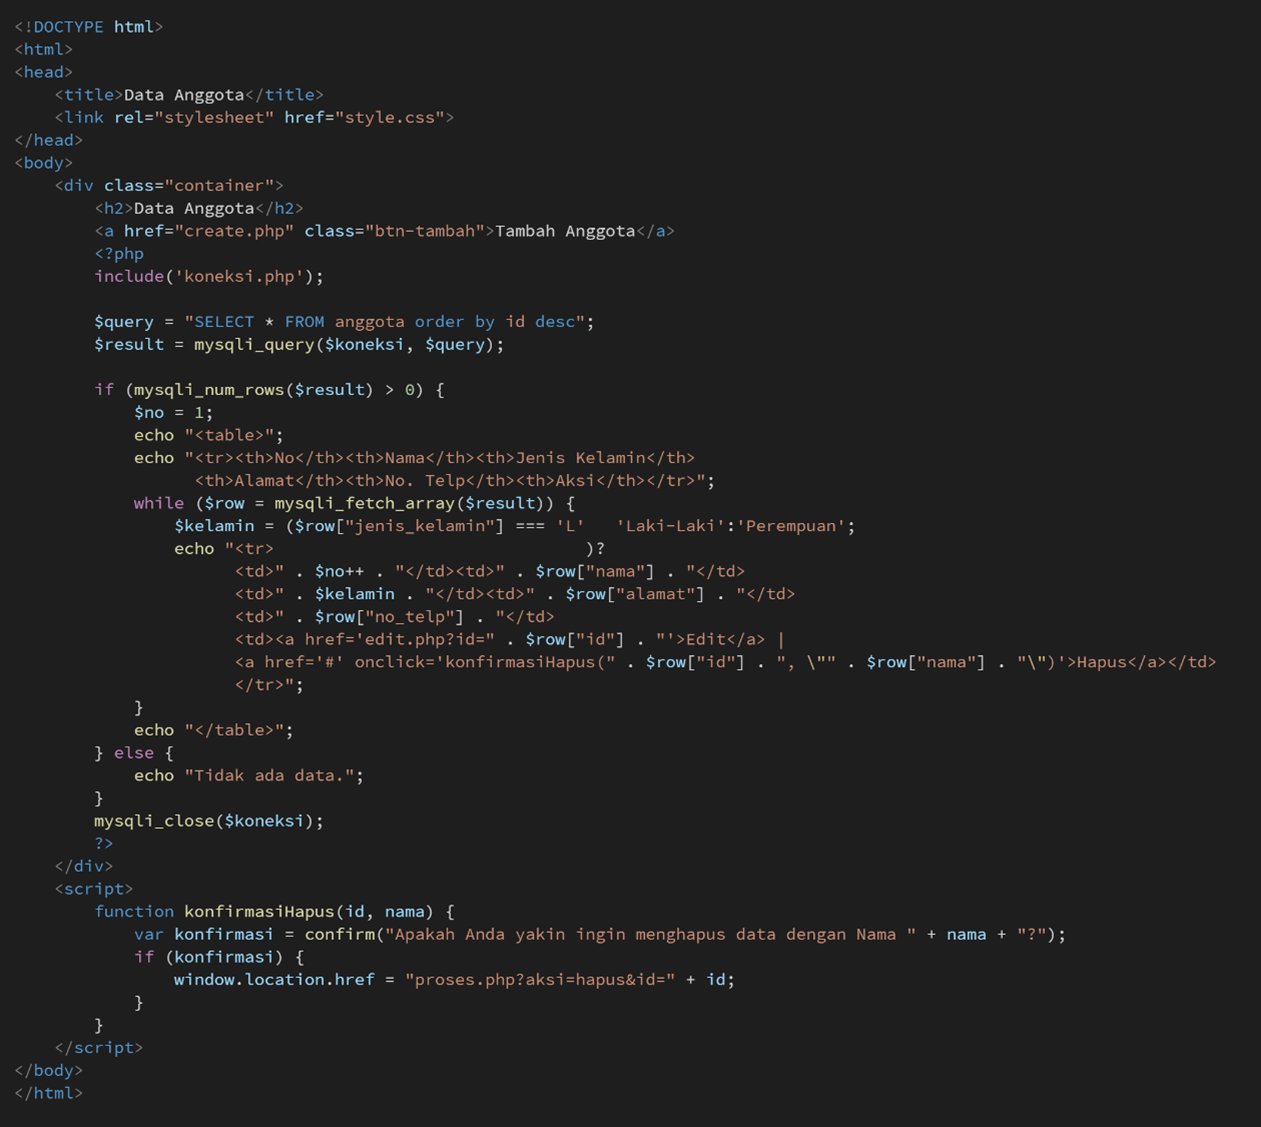 <!DOCTYPE html>
<html>
<head>
    <title>Data Anggota</title>
    <link rel="stylesheet" href="style.css">
</head>
<body>
    <div class="container">
        <h2>Data Anggota</h2>
        <a href="create.php" class="btn-tambah">Tambah Anggota</a>
        <?php
        include('koneksi.php');

        $query = "SELECT * FROM anggota order by id desc";
        $result = mysqli_query($koneksi, $query);

        if (mysqli_num_rows($result) > 0) {
            $no = 1;
            echo "<table>";
            echo "<tr><th>No</th><th>Nama</th><th>Jenis Kelamin</th>
                  <th>Alamat</th><th>No. Telp</th><th>Aksi</th></tr>";
            while ($row = mysqli_fetch_array($result)) {
                $kelamin = ($row["jenis_kelamin"] === 'L'   'Laki-Laki':'Perempuan';
                echo "<tr>                               )?
                      <td>" . $no++ . "</td><td>" . $row["nama"] . "</td>
                      <td>" . $kelamin . "</td><td>" . $row["alamat"] . "</td>
                      <td>" . $row["no_telp"] . "</td>
                      <td><a href='edit.php?id=" . $row["id"] . "'>Edit</a> |
                      <a href='#' onclick='konfirmasiHapus(" . $row["id"] . ", \"" . $row["nama"] . "\")'>Hapus</a></td>
                      </tr>";
            }
            echo "</table>";
        } else {
            echo "Tidak ada data.";
        }
        mysqli_close($koneksi);
        ?>
    </div>
    <script>
        function konfirmasiHapus(id, nama) {
            var konfirmasi = confirm("Apakah Anda yakin ingin menghapus data dengan Nama " + nama + "?");
            if (konfirmasi) {
                window.location.href = "proses.php?aksi=hapus&id=" + id;
            }
        }
    </script>
</body>
</html>